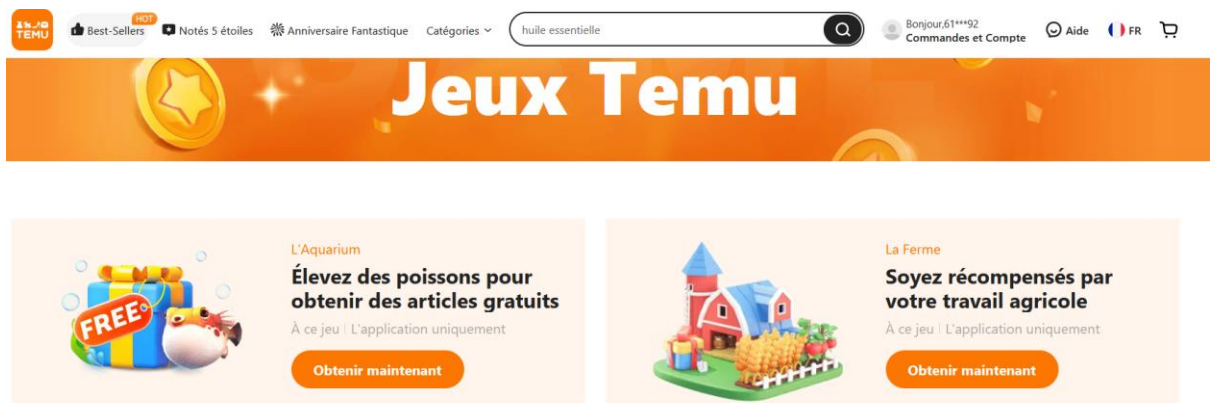 TEMU
Best-Sellers
HOT
Notés 5 étoiles
Anniversaire Fantastique
Catégories
huile essentielle
Bonjour,61***92
Commandes et Compte
Aide
FR
Jeux Temu
L'Aquarium
Élevez des poissons pour
obtenir des articles gratuits
À ce jeu | L'application uniquement
Obtenir maintenant
FREE
La Ferme
Soyez récompensés par
votre travail agricole
À ce jeu | L'application uniquement
Obtenir maintenant